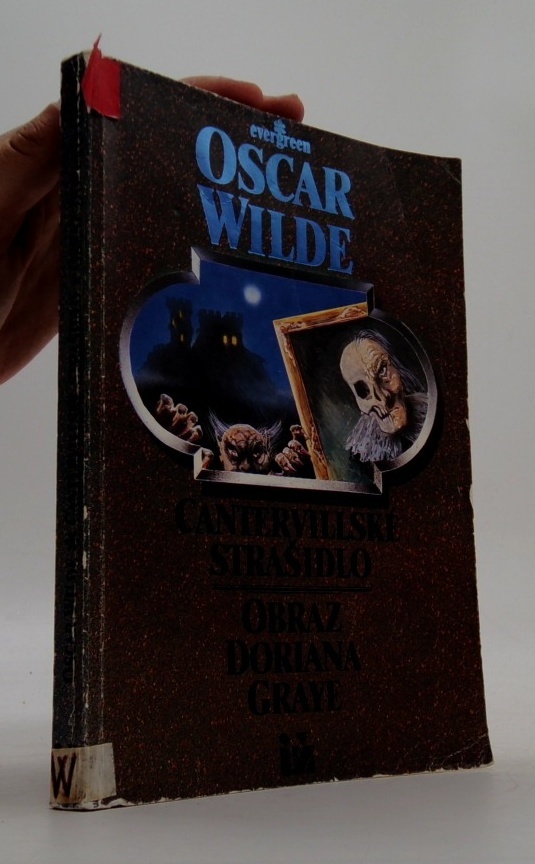 evergreen
OSCAR
WILDE
CANTERVILLSKÉ
STRAŠIDLO
OBRAZ
DORIANA
GRAYE
W